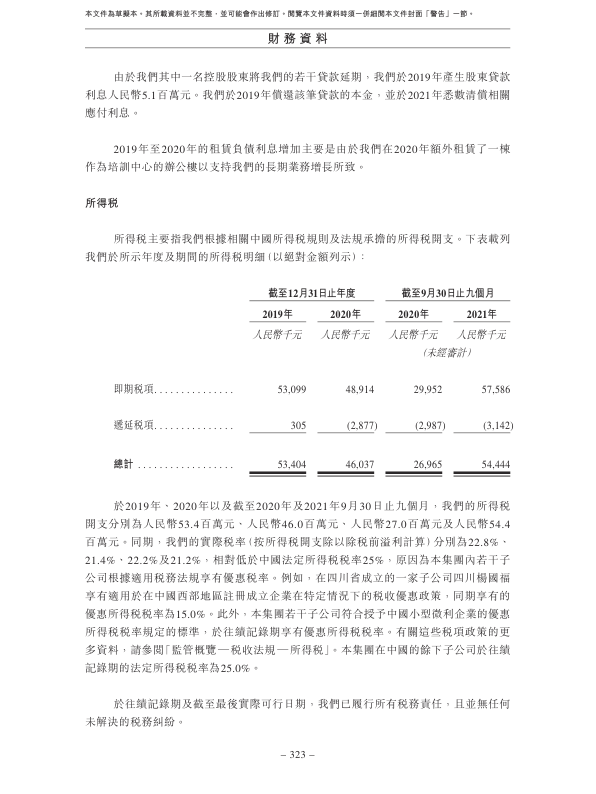 本文件為草擬本。其所載資料並不完整，並可能會作出修訂。閱覽本文件資料時須一併細閱本文件封面「警告」一節。
財務資料
由於我們其中一名控股股東將我們的若干貸款延期，我們於2019年產生股東貸款
利息人民幣5.1百萬元。我們於2019年償還該筆貸款的本金，並於2021年悉數清償相關
應付利息。
2019年至2020年的租賃負債利息增加主要是由於我們在2020年額外租賃了一棟
作為培訓中心的辦公樓以支持我們的長期業務增長所致。
所得稅
所得稅主要指我們根據相關中國所得稅規則及法規承擔的所得稅開支。下表載列
我們於所示年度及期間的所得稅明細（以絕對金額列示）：
截至12月31日止年度 截至9月30日止九個月
2019年 2020年 2020年 2021年
人民幣千元 人民幣千元 人民幣千元 人民幣千元
（未經審計）
即期稅項............... 53,099 48,914 29,952 57,586
遞延稅項............... 305 (2,877) (2,987) (3,142)
總計 .................. 53,404 46,037 26,965 54,444
於2019年、2020年以及截至2020年及2021年9月30日止九個月，我們的所得稅
開支分別為人民幣53.4百萬元、人民幣46.0百萬元、人民幣27.0百萬元及人民幣54.4
百萬元。同期，我們的實際稅率（按所得稅開支除以除稅前溢利計算）分別為22.8%、
21.4%、22.2%及21.2%，相對低於中國法定所得稅稅率25%，原因為本集團內若干子
公司根據適用稅務法規享有優惠稅率。例如，在四川省成立的一家子公司四川楊國福
享有適用於在中國西部地區註冊成立企業在特定情況下的稅收優惠政策，同期享有的
優惠所得稅稅率為15.0%。此外，本集團若干子公司符合授予中國小型微利企業的優惠
所得稅稅率規定的標準，於往績記錄期享有優惠所得稅稅率。有關這些稅項政策的更
多資料，請參閱「監管概覽—稅收法規—所得稅」。本集團在中國的餘下子公司於往績
記錄期的法定所得稅稅率為25.0%。
於往績記錄期及截至最後實際可行日期，我們已履行所有稅務責任，且並無任何
未解決的稅務糾紛。
– 323 –